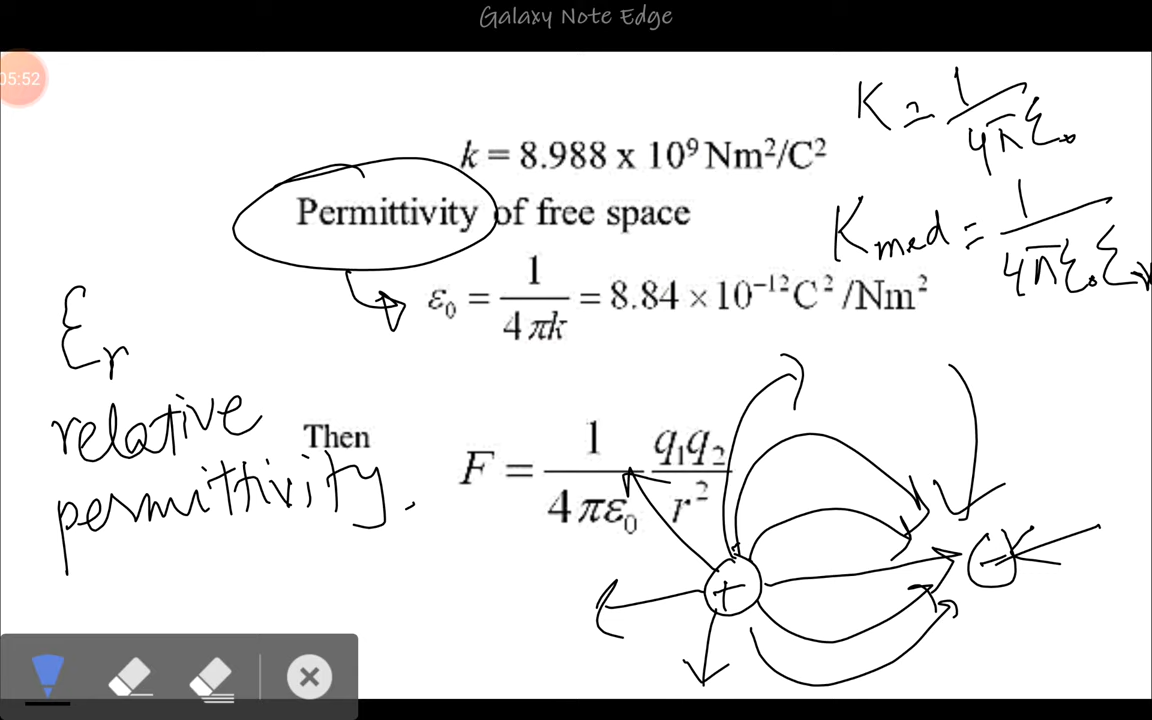 Galaxy Note Edge
05:52
k = 8.988 x 10⁹ Nm²/C²
K = 1/4πε₀
Permittivity of free space
Kmed = 1/4πε₀εr
ε₀ = 1/4πk = 8.84 × 10⁻¹² C² /Nm²
εr
relative
permittivity.
Then
F = 1/4πε₀ q₁q₂/r²
+
-